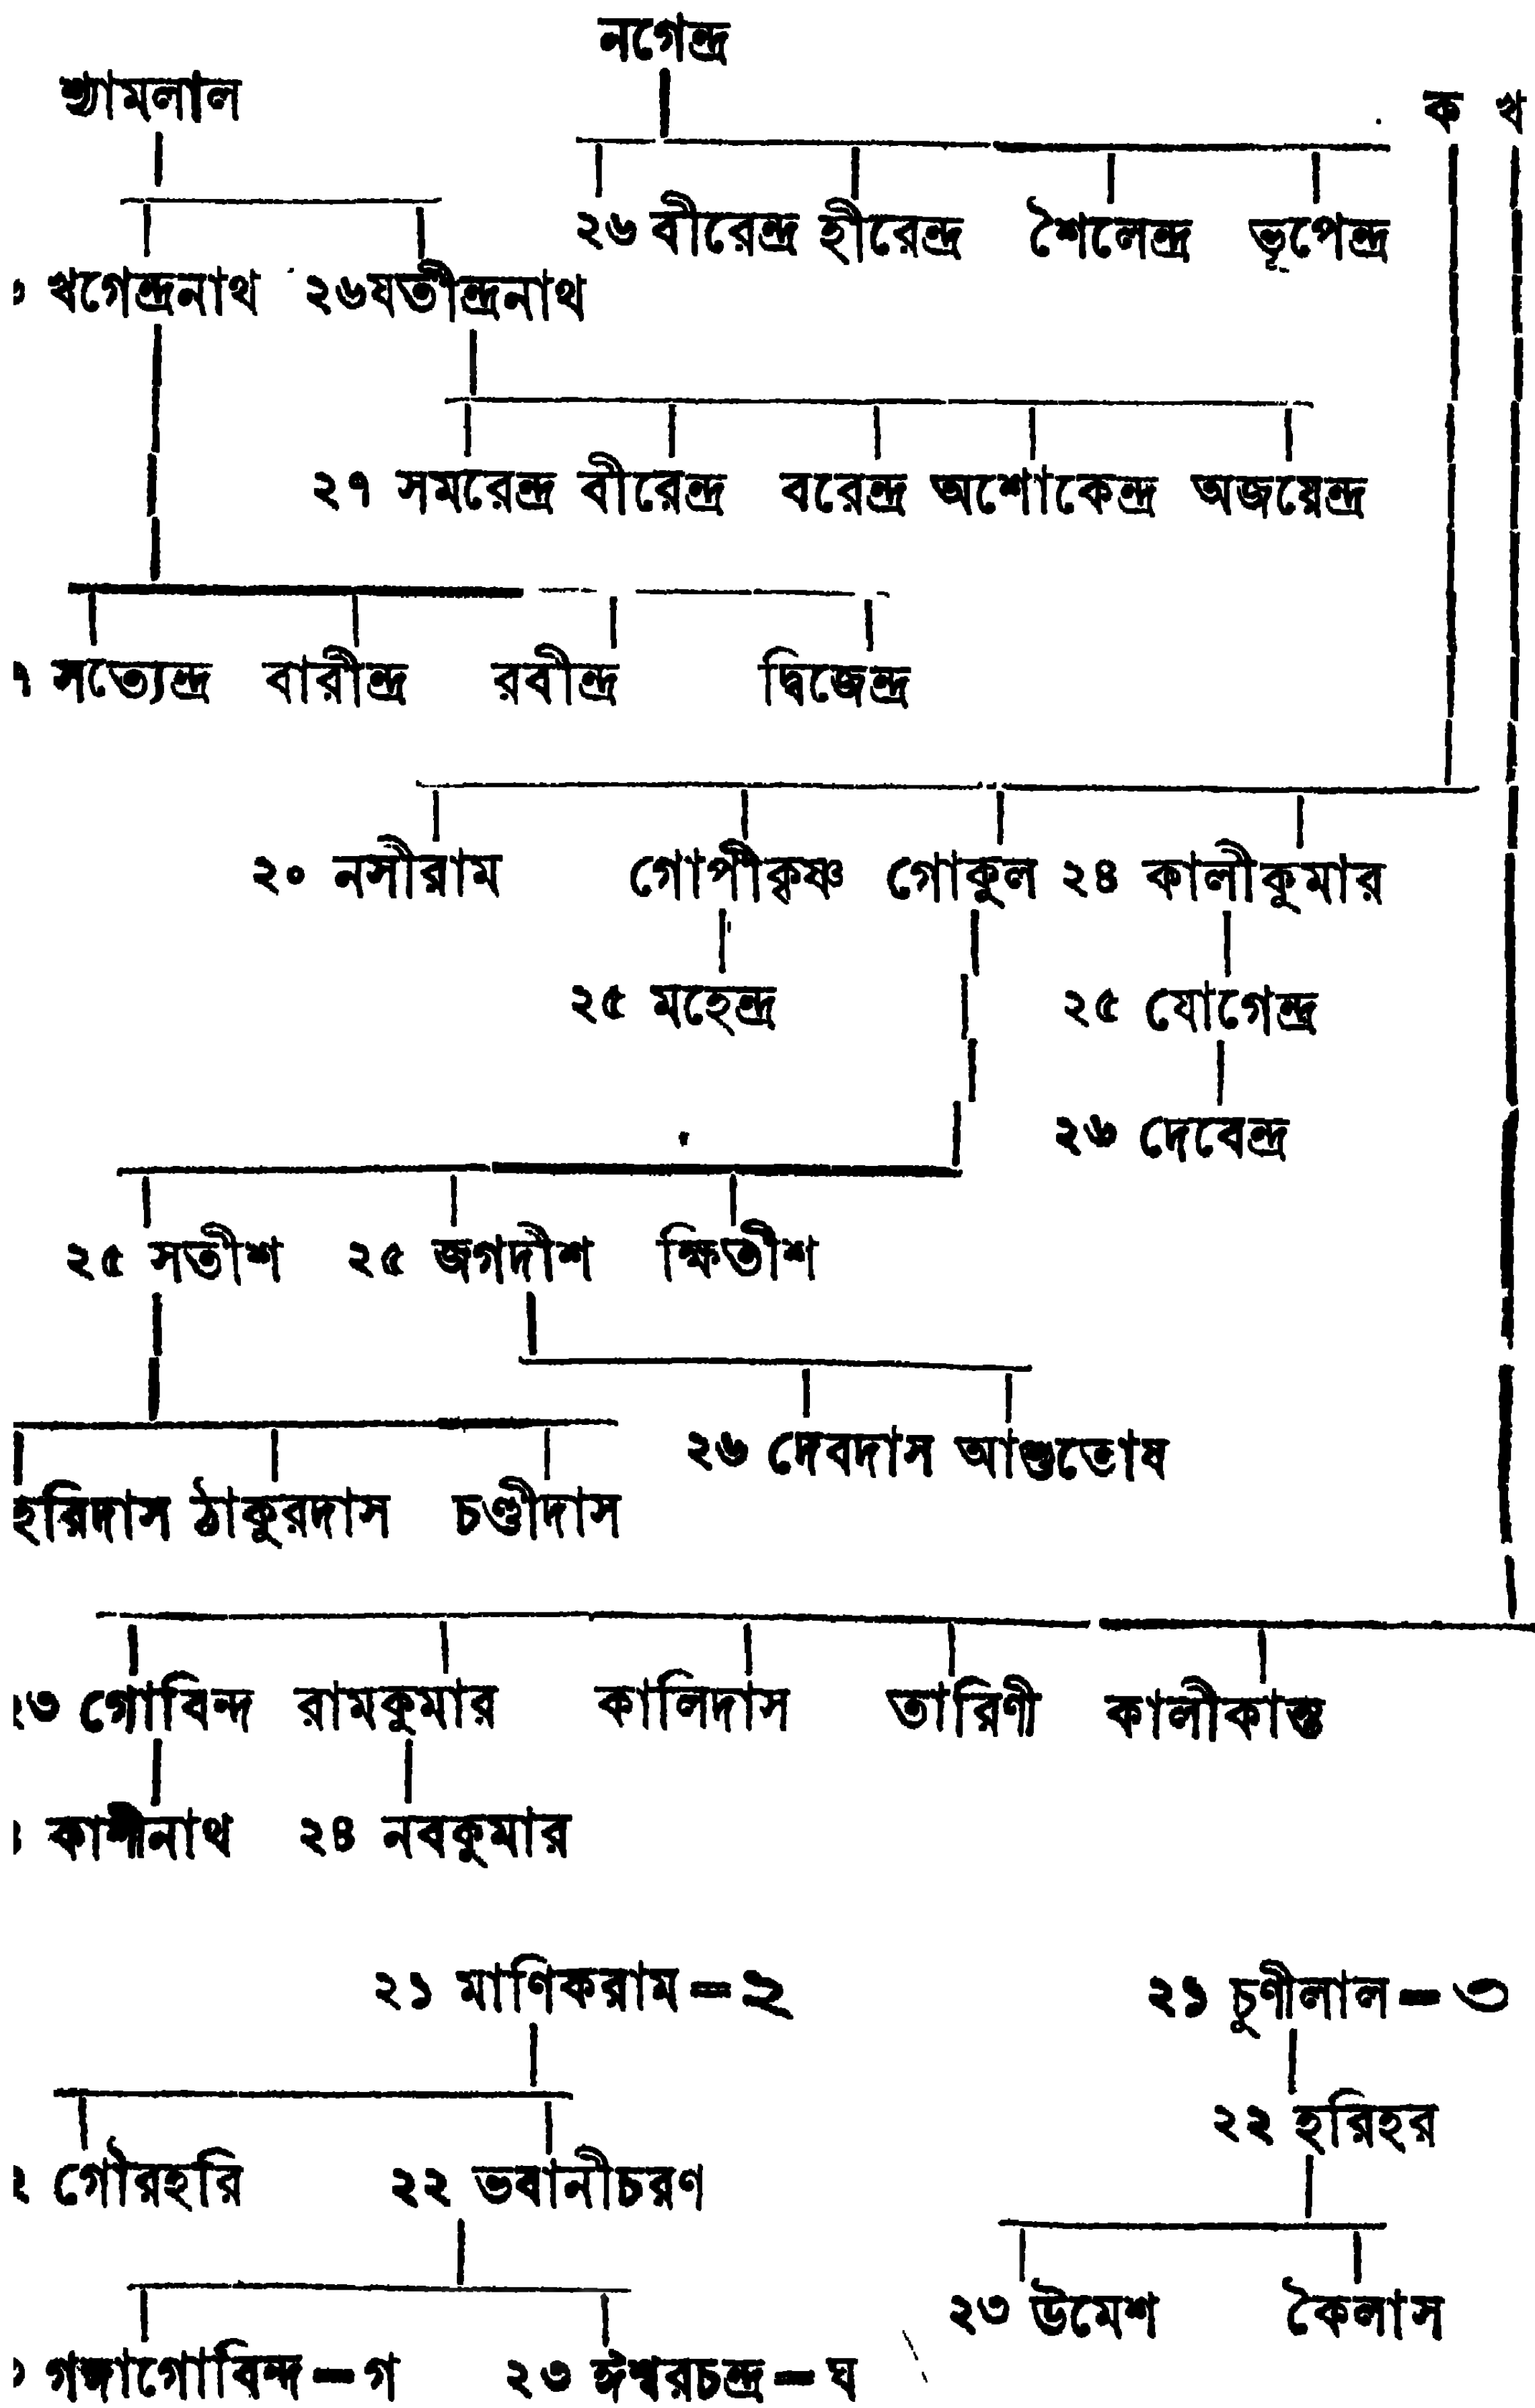 নগেন্দ্র
শ্যামলাল
ক খ
২৬ বীরেন্দ্র হীরেন্দ্র শৈলেন্দ্র ভূপেন্দ্র
খগেন্দ্রনাথ ২৬যতীন্দ্রনাথ
২৭ সমরেন্দ্র বীরেন্দ্র বরেন্দ্র অশোকেন্দ্র অজয়েন্দ্র
সত্যেন্দ্র বারীন্দ্র রবীন্দ্র দ্বিজেন্দ্র
২০ নসীরাম গোপীকৃষ্ণ গোকুল ২৪ কালীকুমার
২৫ মহেন্দ্র ২৫ যোগেন্দ্র
২৬ দেবেন্দ্র
২৫ সতীশ ২৫ জগদীশ ক্ষিতীশ
২৬ দেবদাস আশুতোষ
হরিদাস ঠাকুরদাস চণ্ডীদাস
২৩ গোবিন্দ রামকুমার কালিদাস তারিণী কালীকান্ত
কাশীনাথ ২৪ নবকুমার
২১ মাণিকরাম=২ ২১ চুণীলাল=৩
২২ হরিহর
গৌরহরি ২২ ভবানীচরণ
২৩ উমেশ কৈলাস
গঙ্গাগোবিন্দ=গ ২৩ ঈশ্বরচন্দ্র=ঘ